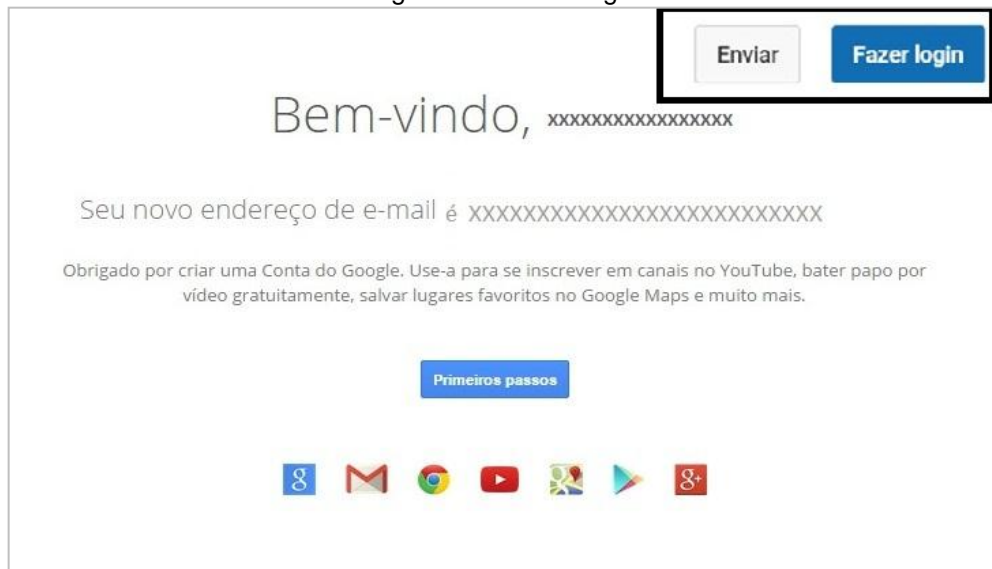 Enviar Fazer login
Bem-vindo, xxxxxxxxxxxxxxxxx
Seu novo endereço de e-mail é XXXXXXXXXXXXXXXXXXXXXXXXXX
Obrigado por criar uma Conta do Google. Use-a para se inscrever em canais no YouTube, bater papo por
vídeo gratuitamente, salvar lugares favoritos no Google Maps e muito mais.
Primeiros passos
8 g+